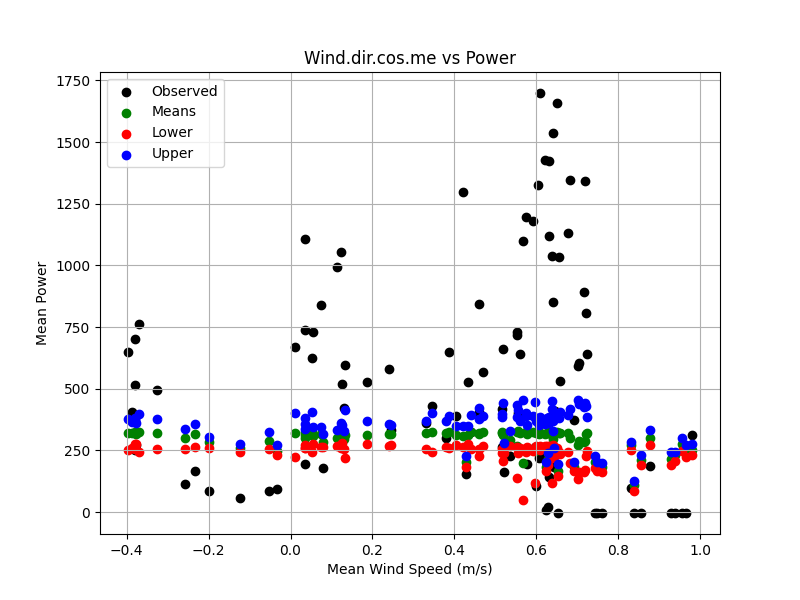 Wind.dir.cos.me vs Power
Observed
Means
Lower
Upper
Mean Power
1750
1500
1250
1000
750
500
250
0
−0.4 −0.2 0.0 0.2 0.4 0.6 0.8 1.0
Mean Wind Speed (m/s)